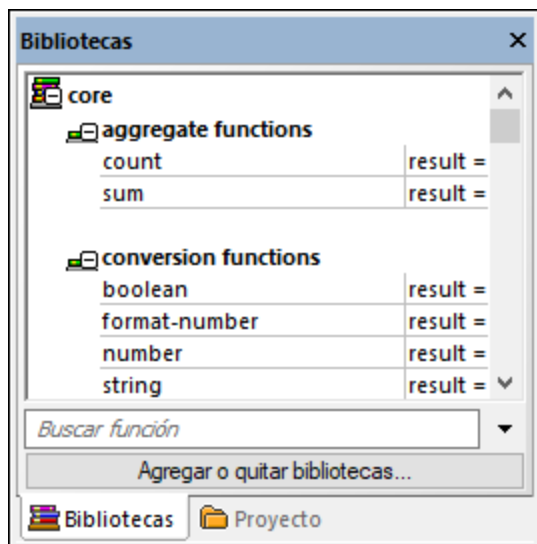 Bibliotecas
core
aggregate functions
count result =
sum result =
conversion functions
boolean result =
format-number result =
number result =
string result =
Buscar función
Agregar o quitar bibliotecas...
Bibliotecas Proyecto